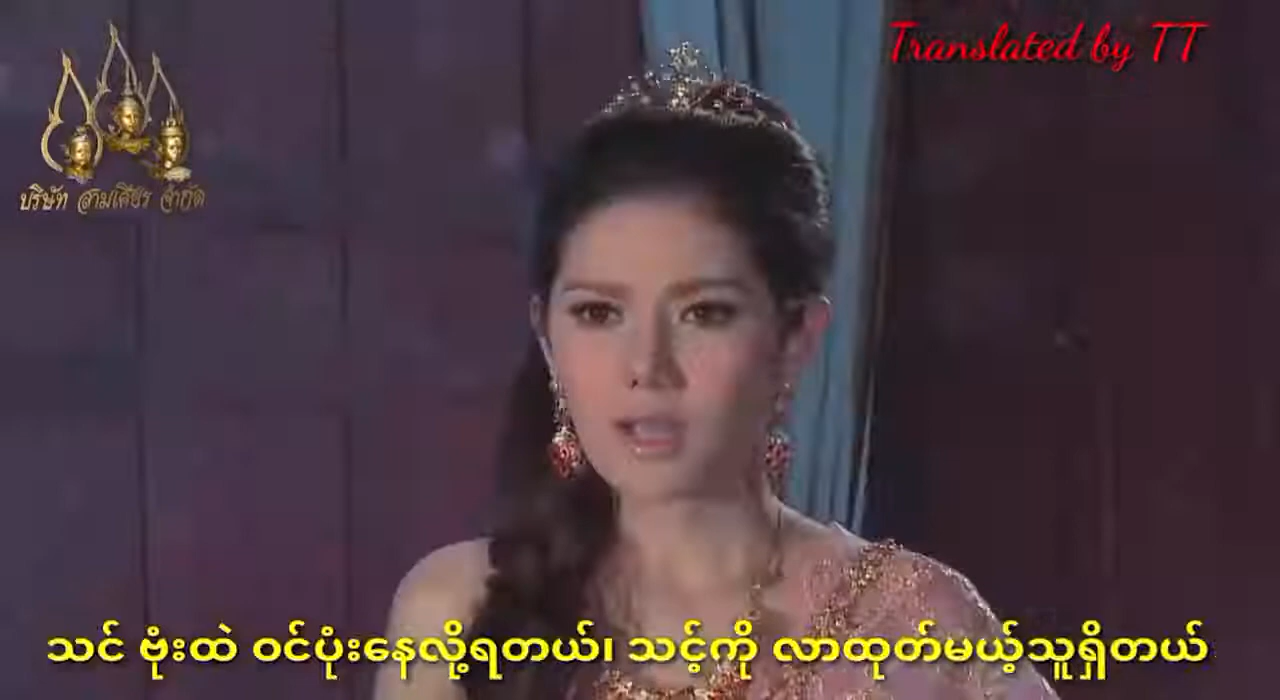 Translated by TT
บริษัท สามเศียร จำกัด
သင် ဗုံးထဲ ဝင်ပုံးနေလို့ရတယ်၊ သင့်ကို လာထုတ်မယ့်သူရှိတယ်